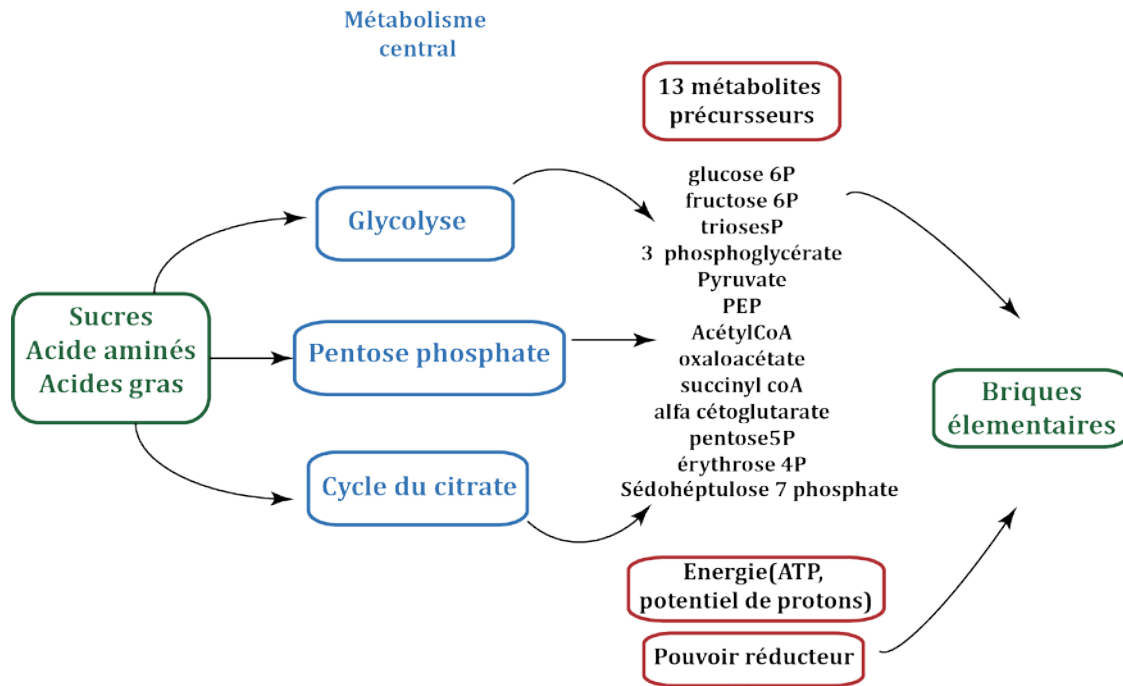 Métabolisme
central
13 métabolites
précursseurs
Glycolyse
Sucres
Acide aminés
Acides gras
Pentose phosphate
Cycle du citrate
glucose 6P
fructose 6P
triosesP
3 phosphoglycérate
Pyruvate
PEP
AcétylCoA
oxaloacétate
succinyl coA
alfa cétoglutarate
pentose5P
érythrose 4P
Sédohéptulose 7 phosphate
Briques
élementaires
Energie(ATP,
potentiel de protons)
Pouvoir réducteur